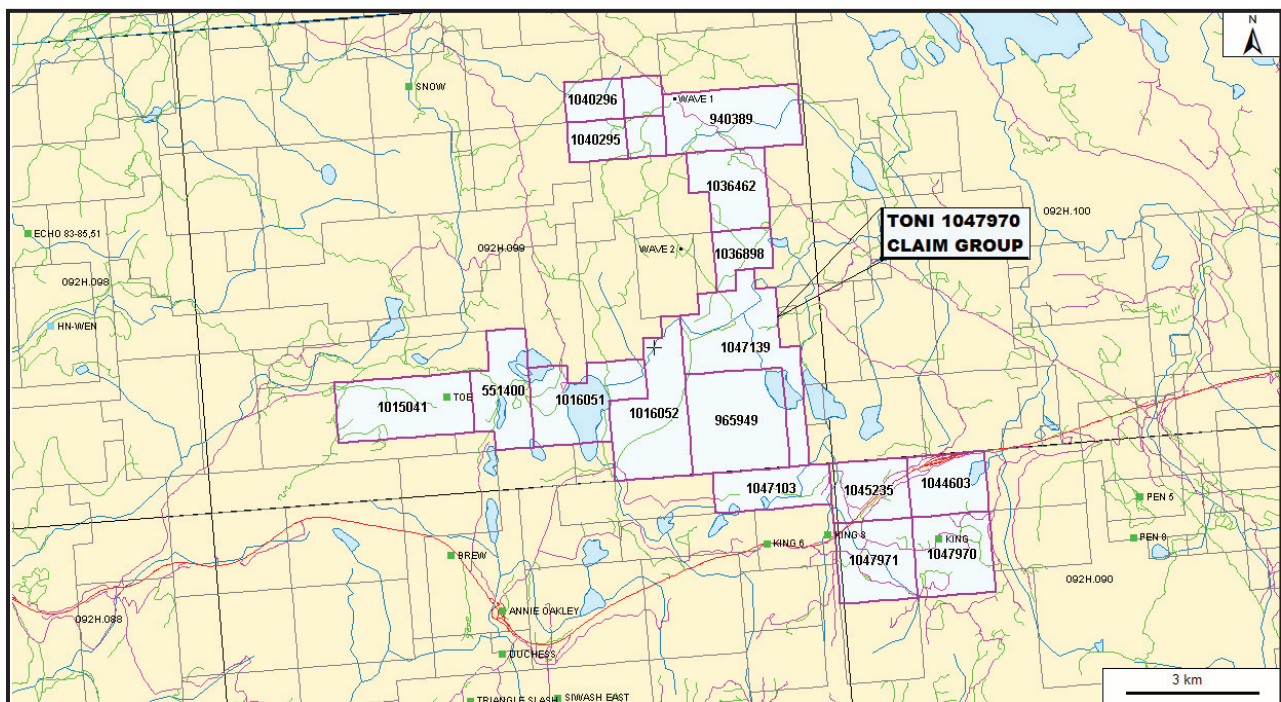 N
SNOW
1040296
WAVE 1
940389
1040295
1036462
ECHO 83-85,51
092H.099
WAVE 2
1036898
TONI 1047970
CLAIM GROUP
092H.100
092H.098
HN-WEN
1047139
551400
1015041
TOE
1016051
1016052
965949
1047103
1045235
1044603
PEN 5
BREW
KING 6
KING 8
KING
1047970
1047971
PEN 8
092H.090
092H.088
ANNIE OAKLEY
DUCHESS
TRIANGLE SLASH
SIWASH EAST
3 km